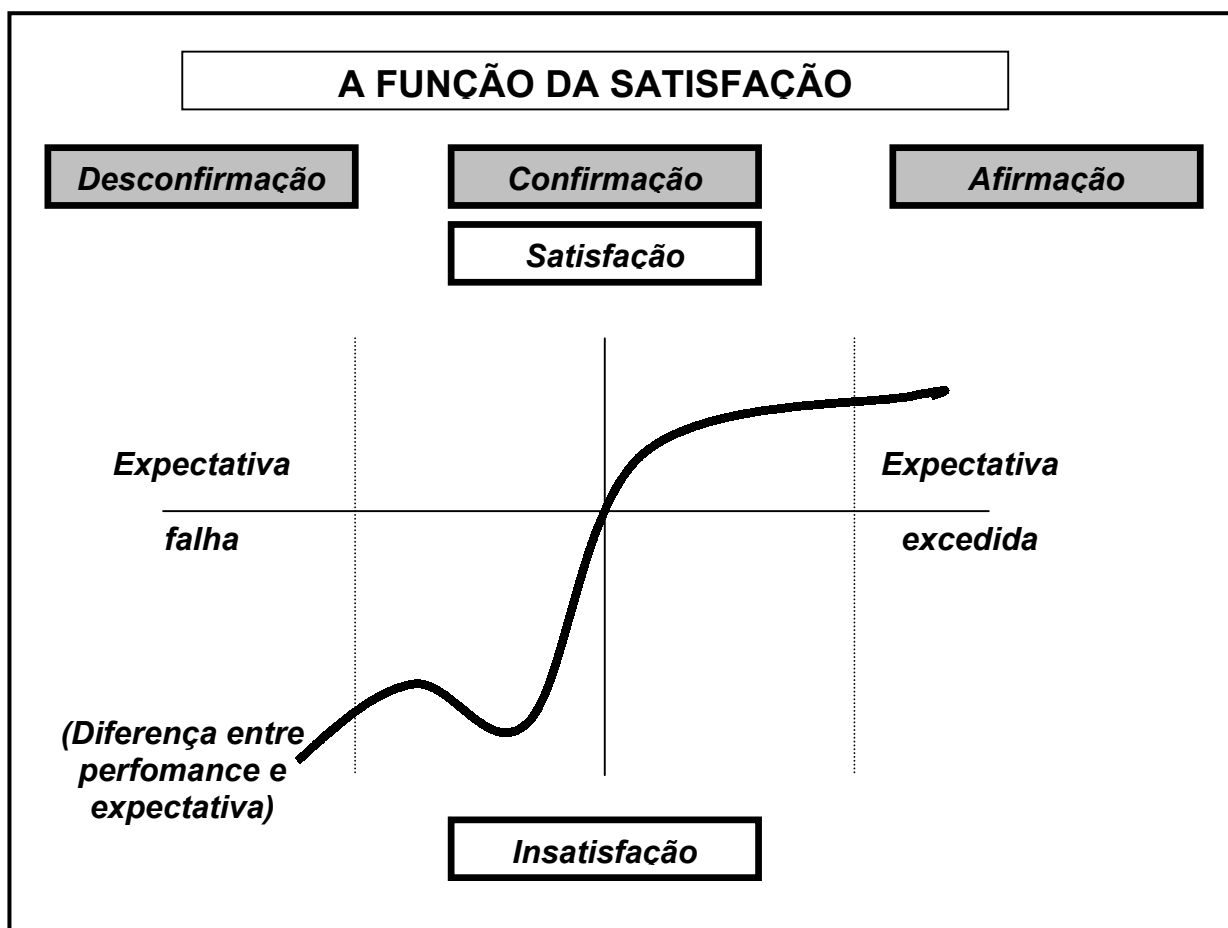 A FUNÇÃO DA SATISFAÇÃO
Desconfirmação
Confirmação
Afirmação
Satisfação
Expectativa
falha
Expectativa
excedida
(Diferença entre
perfomance e
expectativa)
Insatisfação